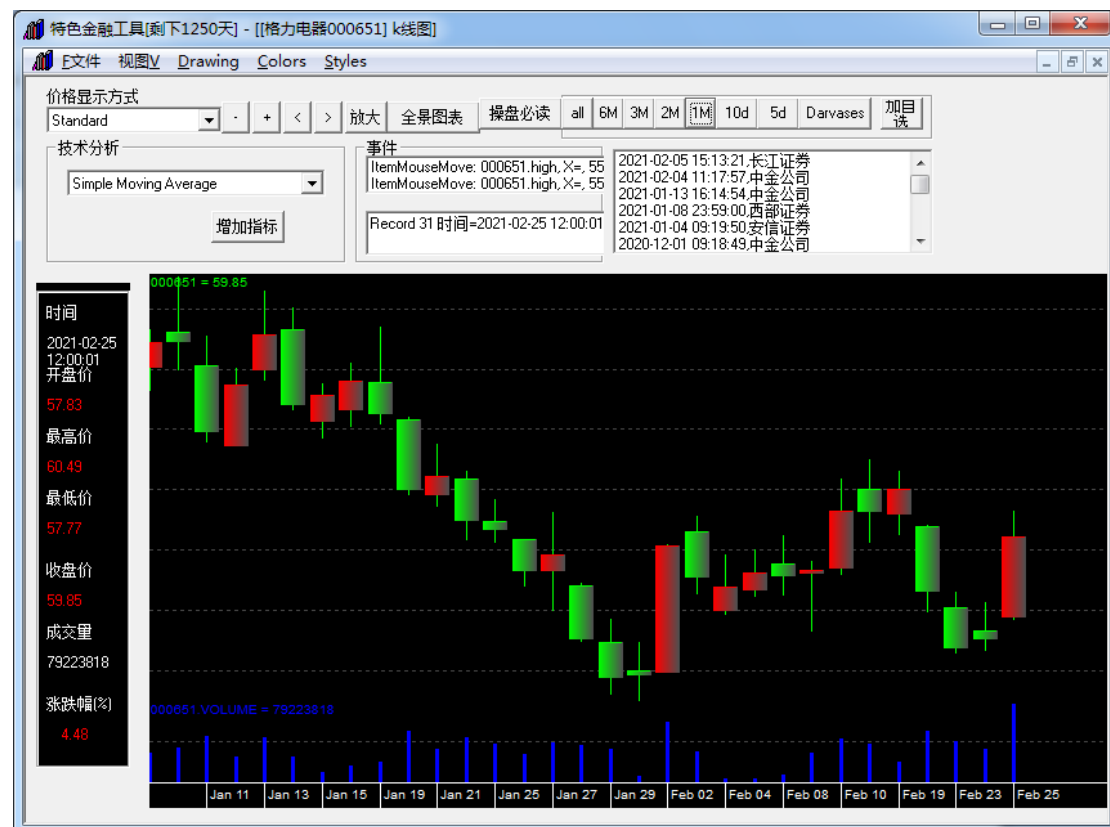 特色金融工具[剩下1250天] - [[格力电器000651] k线图]
F文件 视图V Drawing Colors Styles
价格显示方式
Standard - + < > 放大 全景图表 操盘必读 all 6M 3M 2M 1M 10d 5d Darvases 加自选
技术分析
Simple Moving Average
增加指标
事件
ItemMouseMove: 000651.high, X=, 55
ItemMouseMove: 000651.high, X=, 55
Record 31 时间=2021-02-25 12:00:01
2021-02-05 15:13:21,长江证券
2021-02-04 11:17:57,中金公司
2021-01-13 16:14:54,中金公司
2021-01-08 23:59:00,西部证券
2021-01-04 09:19:50,安信证券
2020-12-01 09:18:49,中金公司
时间
2021-02-25
12:00:01
开盘价
57.83
最高价
60.49
最低价
57.77
收盘价
59.85
成交量
79223818
涨跌幅(%)
4.48
000651 = 59.85
000651.VOLUME = 79223818
Jan 11 Jan 13 Jan 15 Jan 19 Jan 21 Jan 25 Jan 27 Jan 29 Feb 02 Feb 04 Feb 08 Feb 10 Feb 19 Feb 23 Feb 25